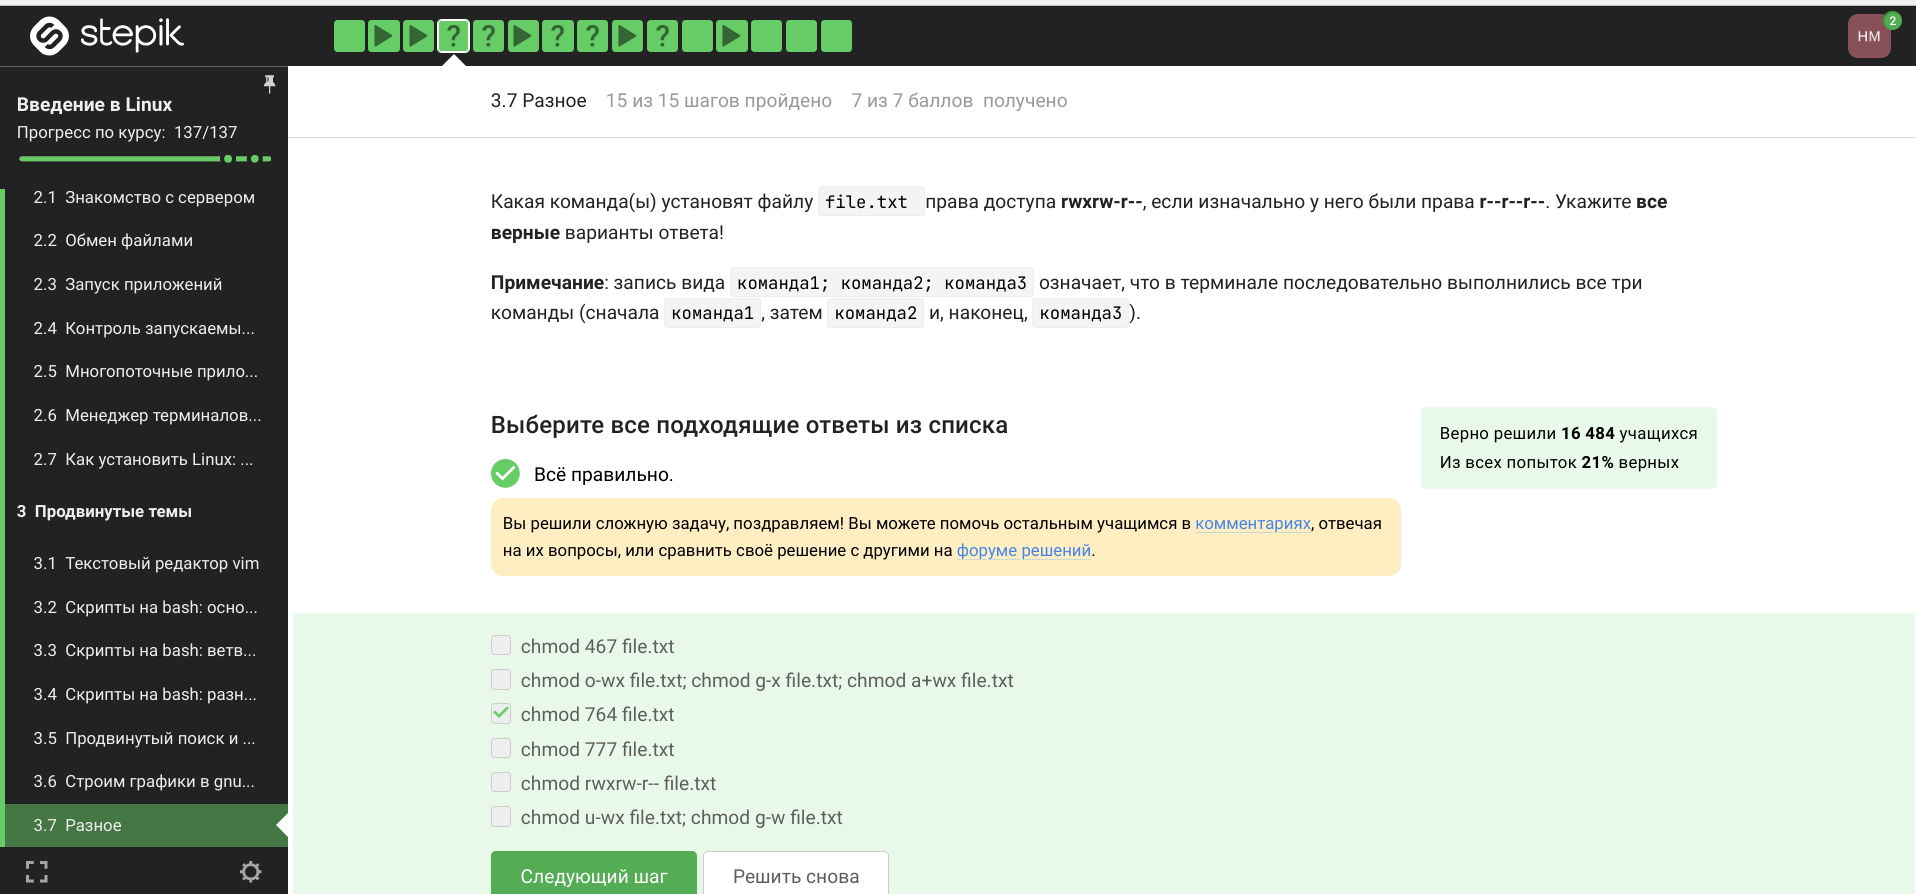 stepik
НМ
2
Введение в Linux
Прогресс по курсу: 137/137
2.1 Знакомство с сервером
2.2 Обмен файлами
2.3 Запуск приложений
2.4 Контроль запускаемы...
2.5 Многопоточные прило...
2.6 Менеджер терминалов...
2.7 Как установить Linux: ...
3 Продвинутые темы
3.1 Текстовый редактор vim
3.2 Скрипты на bash: осно...
3.3 Скрипты на bash: ветв...
3.4 Скрипты на bash: разн...
3.5 Продвинутый поиск и ...
3.6 Строим графики в gnu...
3.7 Разное
3.7 Разное 15 из 15 шагов пройдено 7 из 7 баллов получено
Какая команда(ы) установят файлу file.txt права доступа rwxrw-r--, если изначально у него были права r--r--r--. Укажите все
верные варианты ответа!
Примечание: запись вида команда1; команда2; команда3 означает, что в терминале последовательно выполнились все три
команды (сначала команда1, затем команда2 и, наконец, команда3).
Выберите все подходящие ответы из списка
Верно решили 16 484 учащихся
Из всех попыток 21% верных
Всё правильно.
Вы решили сложную задачу, поздравляем! Вы можете помочь остальным учащимся в комментариях, отвечая
на их вопросы, или сравнить своё решение с другими на форуме решений.
chmod 467 file.txt
chmod o-wx file.txt; chmod g-x file.txt; chmod a+wx file.txt
chmod 764 file.txt
chmod 777 file.txt
chmod rwxrw-r-- file.txt
chmod u-wx file.txt; chmod g-w file.txt
Следующий шаг
Решить снова